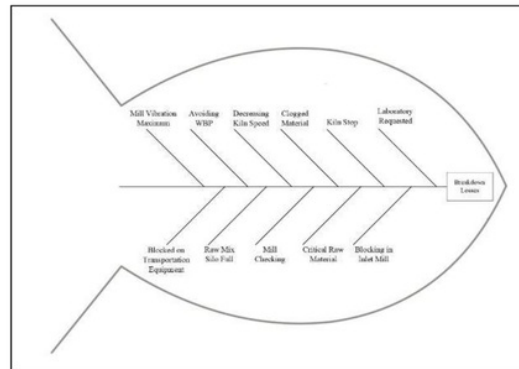 Mill Vibration
Maximum
Avoiding
WBP
Decreasing
Kiln Speed
Clogged
Material
Kiln Stop
Laboratory
Requested
Breakdown
Losses
Blocked on
Transportation
Equipment
Raw Mix
Silo Full
Mill
Checking
Critical Raw
Material
Blocking in
Inlet Mill